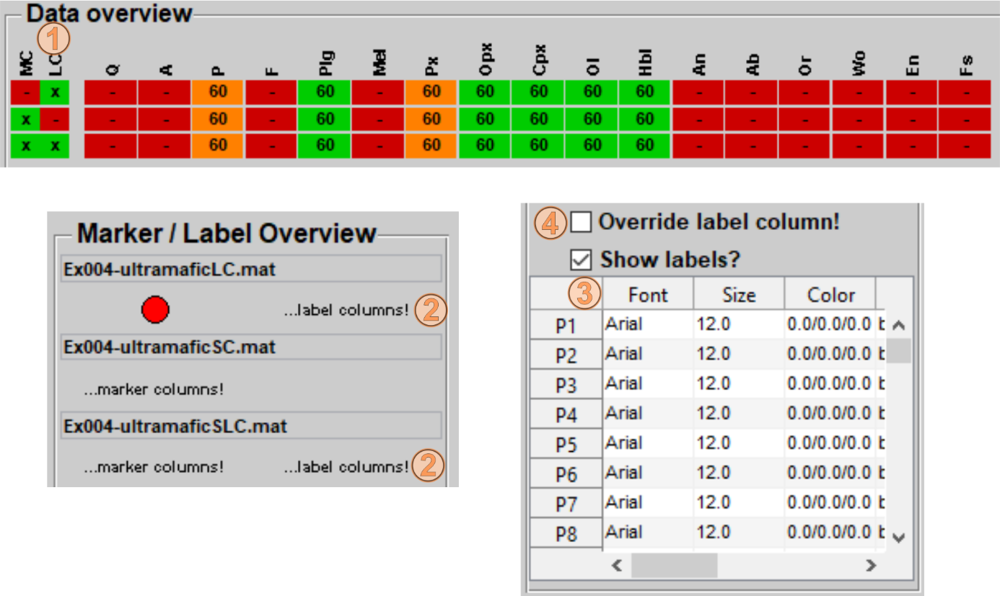 Data overview
1
MC LC Q A P F Plg Mel Px Opx Cpx Ol Hbl An Ab Or Wo En Fs
- x - - 60 - 60 - 60 60 60 60 60 - - - - - -
x - - - 60 - 60 - 60 60 60 60 60 - - - - - -
x x - - 60 - 60 - 60 60 60 60 60 - - - - - -
Marker / Label Overview
Ex004-ultramaficLC.mat
...label columns! 2
Ex004-ultramaficSC.mat
...marker columns!
Ex004-ultramaficSLC.mat
...marker columns! ...label columns! 2
4 Override label column!
Show labels?
3 Font Size Color
P1 Arial 12.0 0.0/0.0/0.0
P2 Arial 12.0 0.0/0.0/0.0
P3 Arial 12.0 0.0/0.0/0.0
P4 Arial 12.0 0.0/0.0/0.0
P5 Arial 12.0 0.0/0.0/0.0
P6 Arial 12.0 0.0/0.0/0.0
P7 Arial 12.0 0.0/0.0/0.0
P8 Arial 12.0 0.0/0.0/0.0